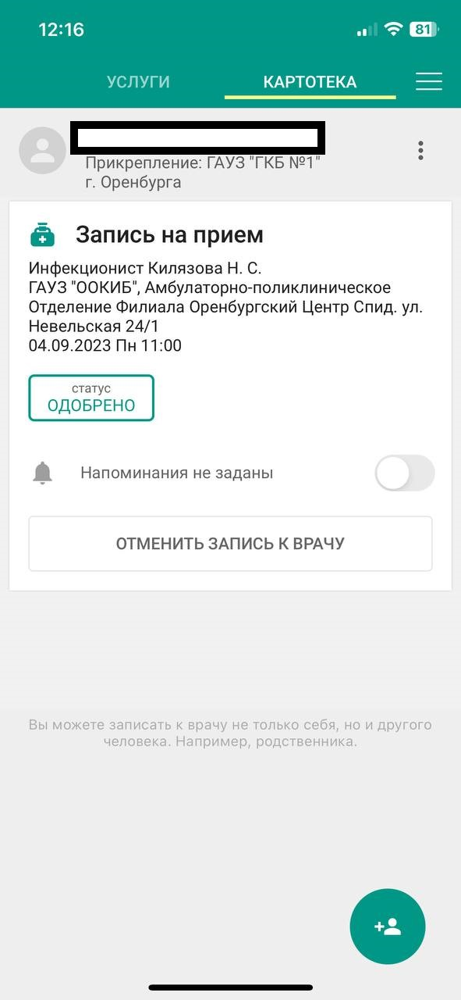 12:16
81
УСЛУГИ
КАРТОТЕКА
Прикрепление: ГАУЗ "ГКБ №1"
г. Оренбурга
Запись на прием
Инфекционист Килязова Н. С.
ГАУЗ "ООКИБ", Амбулаторно-поликлиническое
Отделение Филиала Оренбургский Центр Спид. ул.
Невельская 24/1
04.09.2023 Пн 11:00
статус
ОДОБРЕНО
Напоминания не заданы
ОТМЕНИТЬ ЗАПИСЬ К ВРАЧУ
Вы можете записать к врачу не только себя, но и другого
человека. Например, родственника.